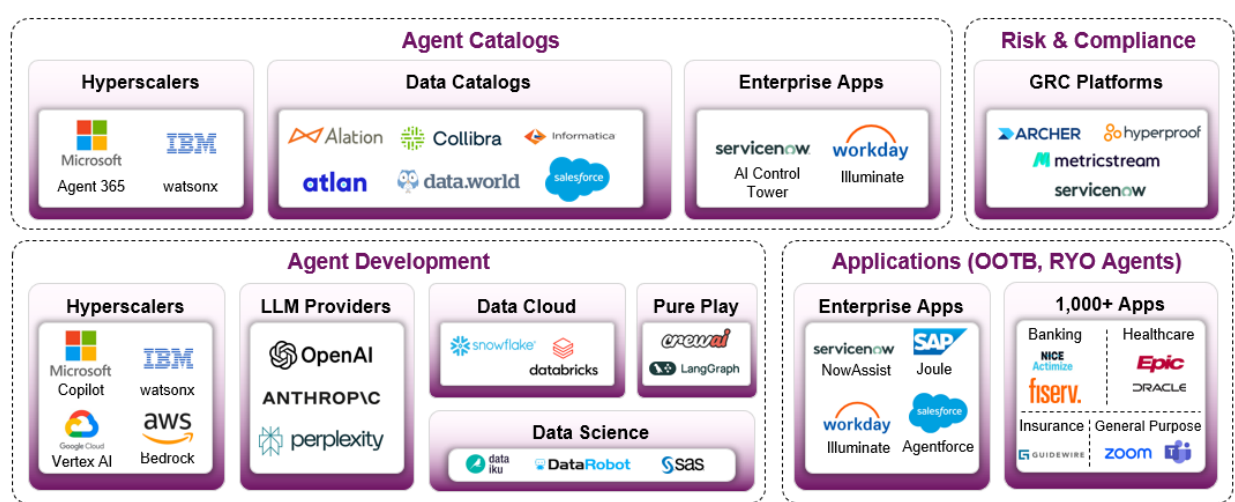 Agent Catalogs
Hyperscalers
Microsoft
Agent 365
IBM
watsonx
Data Catalogs
Alation
Collibra
Informatica
atlan
data.world
salesforce
Enterprise Apps
servicenow
AI Control
Tower
workday
Illuminate
Risk & Compliance
GRC Platforms
ARCHER
hyperproof
metricstream
servicenow
Agent Development
Hyperscalers
Microsoft
Copilot
IBM
watsonx
Google Cloud
Vertex AI
aws
Bedrock
LLM Providers
OpenAI
ANTHROP\C
perplexity
Data Cloud
snowflake
databricks
Pure Play
crewai
LangGraph
Data Science
data
iku
DataRobot
sas
Applications (OOTB, RYO Agents)
Enterprise Apps
servicenow
NowAssist
SAP
Joule
workday
Illuminate
salesforce
Agentforce
1,000+ Apps
Banking
NICE
Actimize
fiserv.
Healthcare
Epic
ORACLE
Insurance
GUIDEWIRE
General Purpose
zoom
T